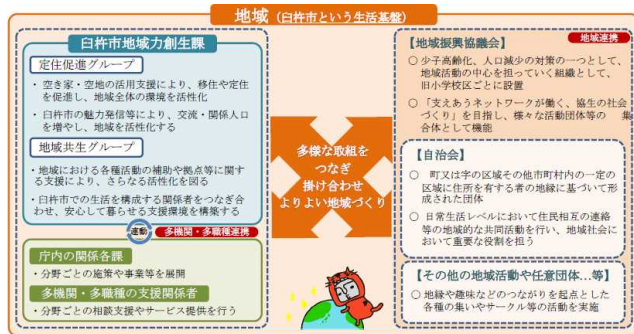 地域（臼杵市という生活基盤）
臼杵市地域力創生課
定住促進グループ
・空き家・空地の活用支援により、移住や定住
を促進し、地域全体の環境を活性化
・臼杵市の魅力発信等により、交流・関係人口
を増やし、地域を活性化する
地域共生グループ
・地域における各種活動の補助や拠点等に関す
る支援により、さらなる活性化を図る
・臼杵市での生活を構成する関係者をつなぎ合
わせ、安心して暮らせる支援環境を構築する
連動
多機関・多職種連携
庁内の関係各課
・分野ごとの施策や事業等を展開
多機関・多職種の支援関係者
・分野ごとの相談支援やサービス提供を行う
多様な取組を
つなぎ
掛け合わせ
よりよい地域づくり
地域連携
【地域振興協議会】
○ 少子高齢化、人口減少の対策の一つとして、
地域活動の中心を担っていく組織として、
旧小学校区ごとに設置
○ 「支えあうネットワークが働く、協生の社会
づくり」を目指し、様々な活動団体等の 集
合体として機能
【自治会】
○ 町又は字の区域その他市町村内の一定の
区域に住所を有する者の地縁に基づいて形
成された団体
○ 日常生活レベルにおいて住民相互の連絡
等の地域的な共同活動を行い、地域社会に
おいて重要な役割を担う
【その他の地域活動や任意団体…等】
○ 地縁や趣味などのつながりを起点とした
各種の集いやサークル等の活動を実施